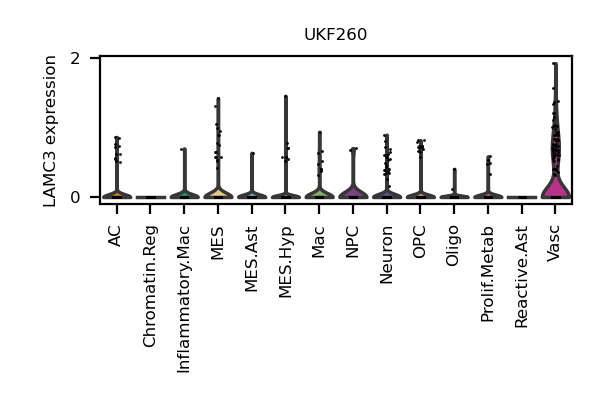 UKF260
LAMC3 expression
2
0
AC
Chromatin.Reg
Inflammatory.Mac
MES
MES.Ast
MES.Hyp
Mac
NPC
Neuron
OPC
Oligo
Prolif.Metab
Reactive.Ast
Vasc